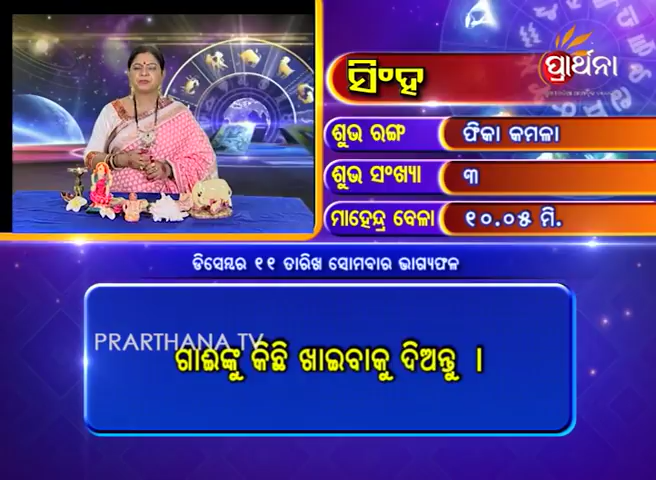 ସିଂହ
ପ୍ରାର୍ଥନା
ଶୁଭ ରଙ୍ଗ
ଫିକା କମଳା
ଶୁଭ ସଂଖ୍ୟା
୩
ମାହେନ୍ଦ୍ର ବେଳା
୧୦.୦୫ ମି.
ଡିସେମ୍ବର ୧୧ ତାରିଖ ସୋମବାର ଭାଗ୍ୟଫଳ
PRARTHANA TV
ଗାଈଙ୍କୁ କିଛି ଖାଇବାକୁ ଦିଅନ୍ତୁ ।